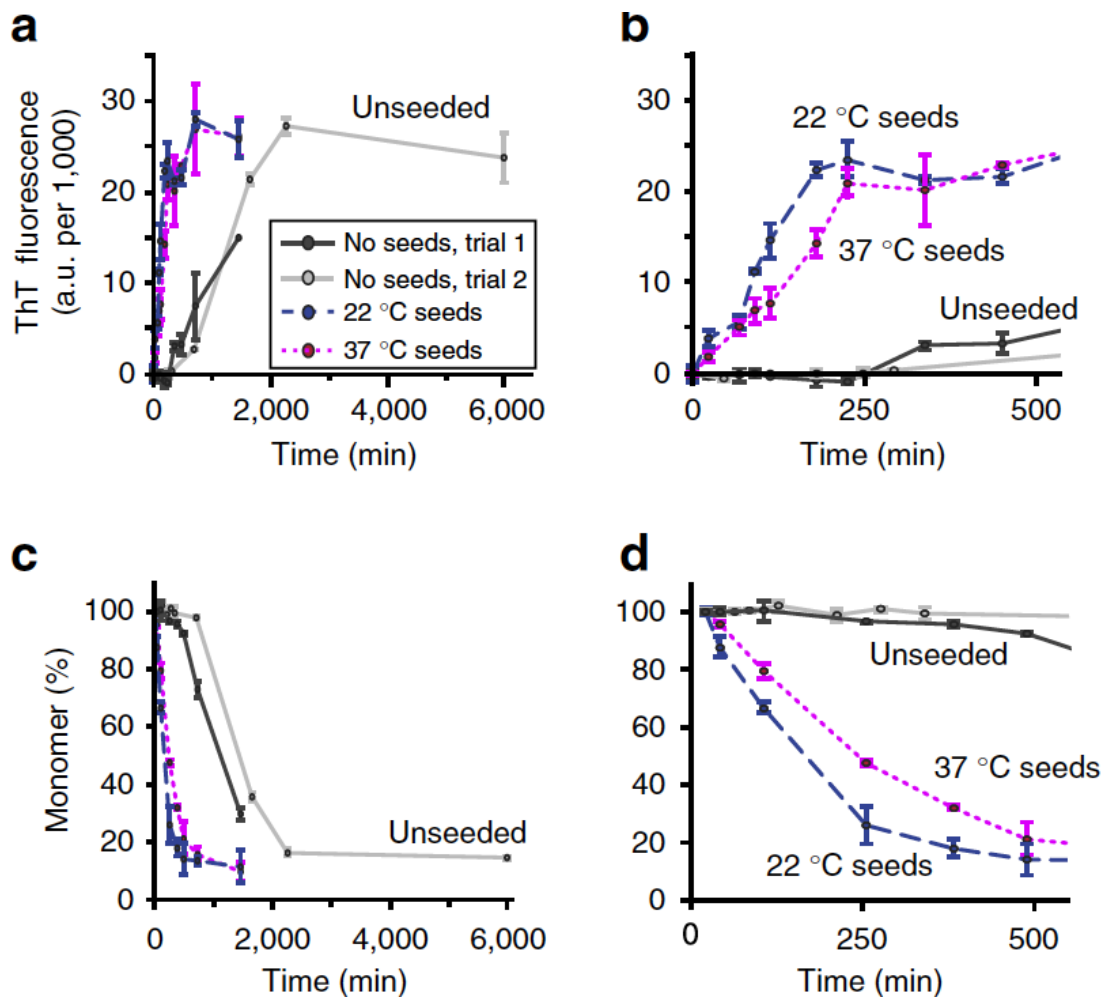 a
ThT fluorescence
(a.u. per 1,000)
30
20
10
0
Unseeded
No seeds, trial 1
No seeds, trial 2
22 °C seeds
37 °C seeds
0
2,000
4,000
6,000
Time (min)
b
30
20
10
0
22 °C seeds
37 °C seeds
Unseeded
0
250
500
Time (min)
c
Monomer (%)
100
80
60
40
20
0
Unseeded
0
2,000
4,000
6,000
Time (min)
d
100
80
60
40
20
0
Unseeded
37 °C seeds
22 °C seeds
0
250
500
Time (min)